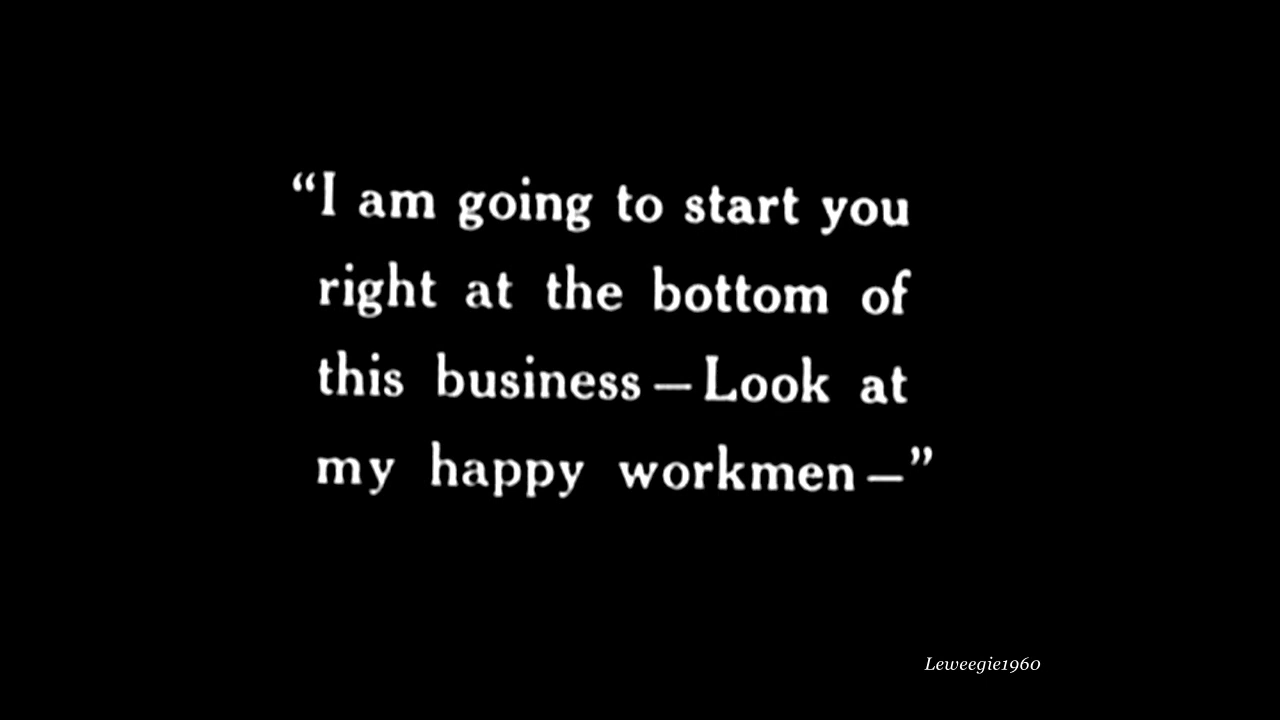 “I am going to start you
right at the bottom of
this business — Look at
my happy workmen —”
Leweegie1960